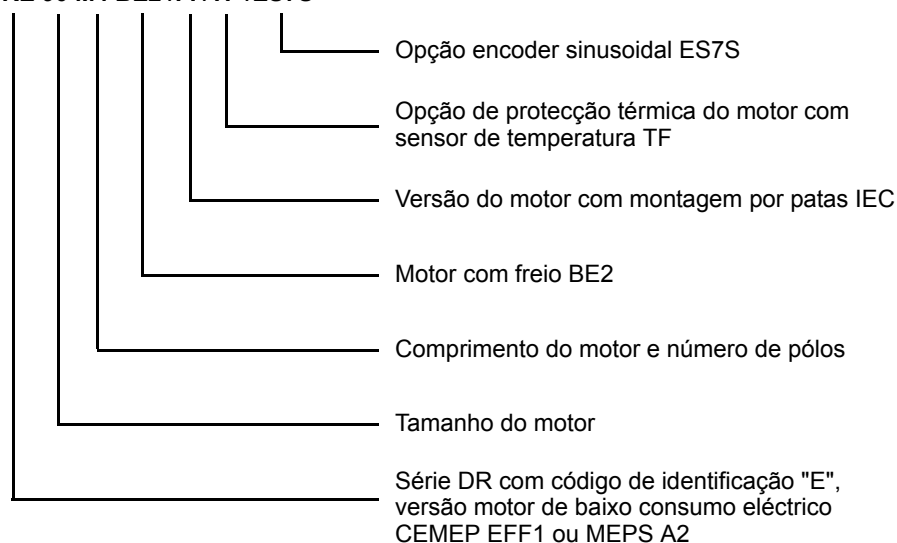 Opção encoder sinusoidal ES7S
Opção de protecção térmica do motor com
sensor de temperatura TF
Versão do motor com montagem por patas IEC
Motor com freio BE2
Comprimento do motor e número de pólos
Tamanho do motor
Série DR com código de identificação "E",
versão motor de baixo consumo eléctrico
CEMEP EFF1 ou MEPS A2